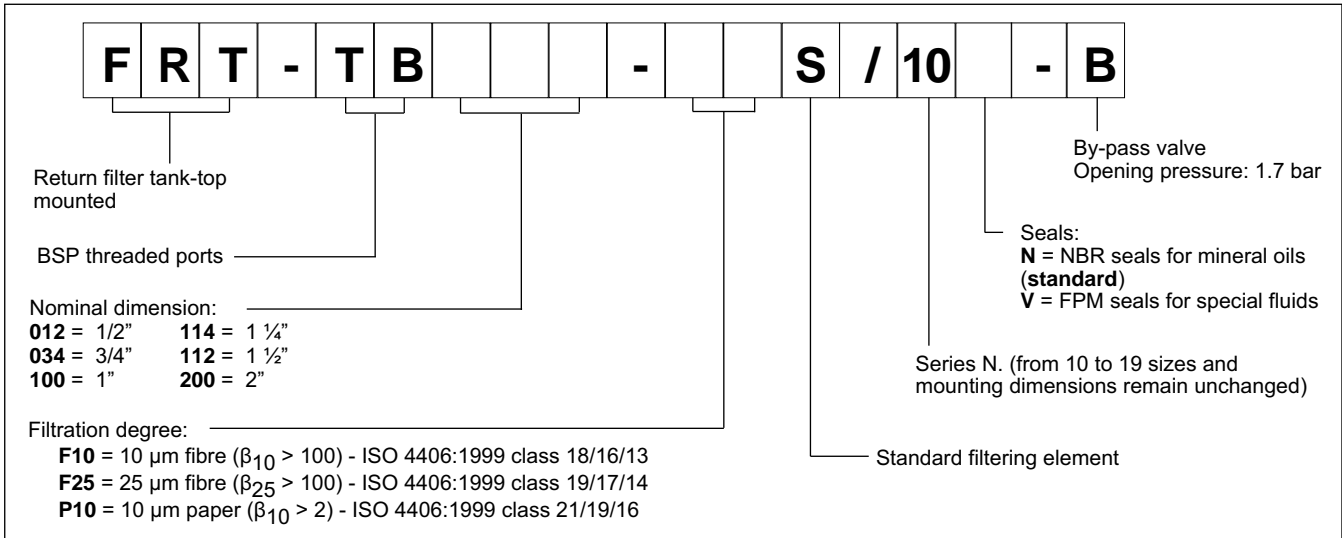 F R T - T B - S / 10 - B
Return filter tank-top
mounted
BSP threaded ports
Nominal dimension:
012 = 1/2” 114 = 1 ¼”
034 = 3/4” 112 = 1 ½”
100 = 1” 200 = 2”
Filtration degree:
F10 = 10 μm fibre (β10 > 100) - ISO 4406:1999 class 18/16/13
F25 = 25 μm fibre (β25 > 100) - ISO 4406:1999 class 19/17/14
P10 = 10 μm paper (β10 > 2) - ISO 4406:1999 class 21/19/16
By-pass valve
Opening pressure: 1.7 bar
Seals:
N = NBR seals for mineral oils
(standard)
V = FPM seals for special fluids
Series N. (from 10 to 19 sizes and
mounting dimensions remain unchanged)
Standard filtering element